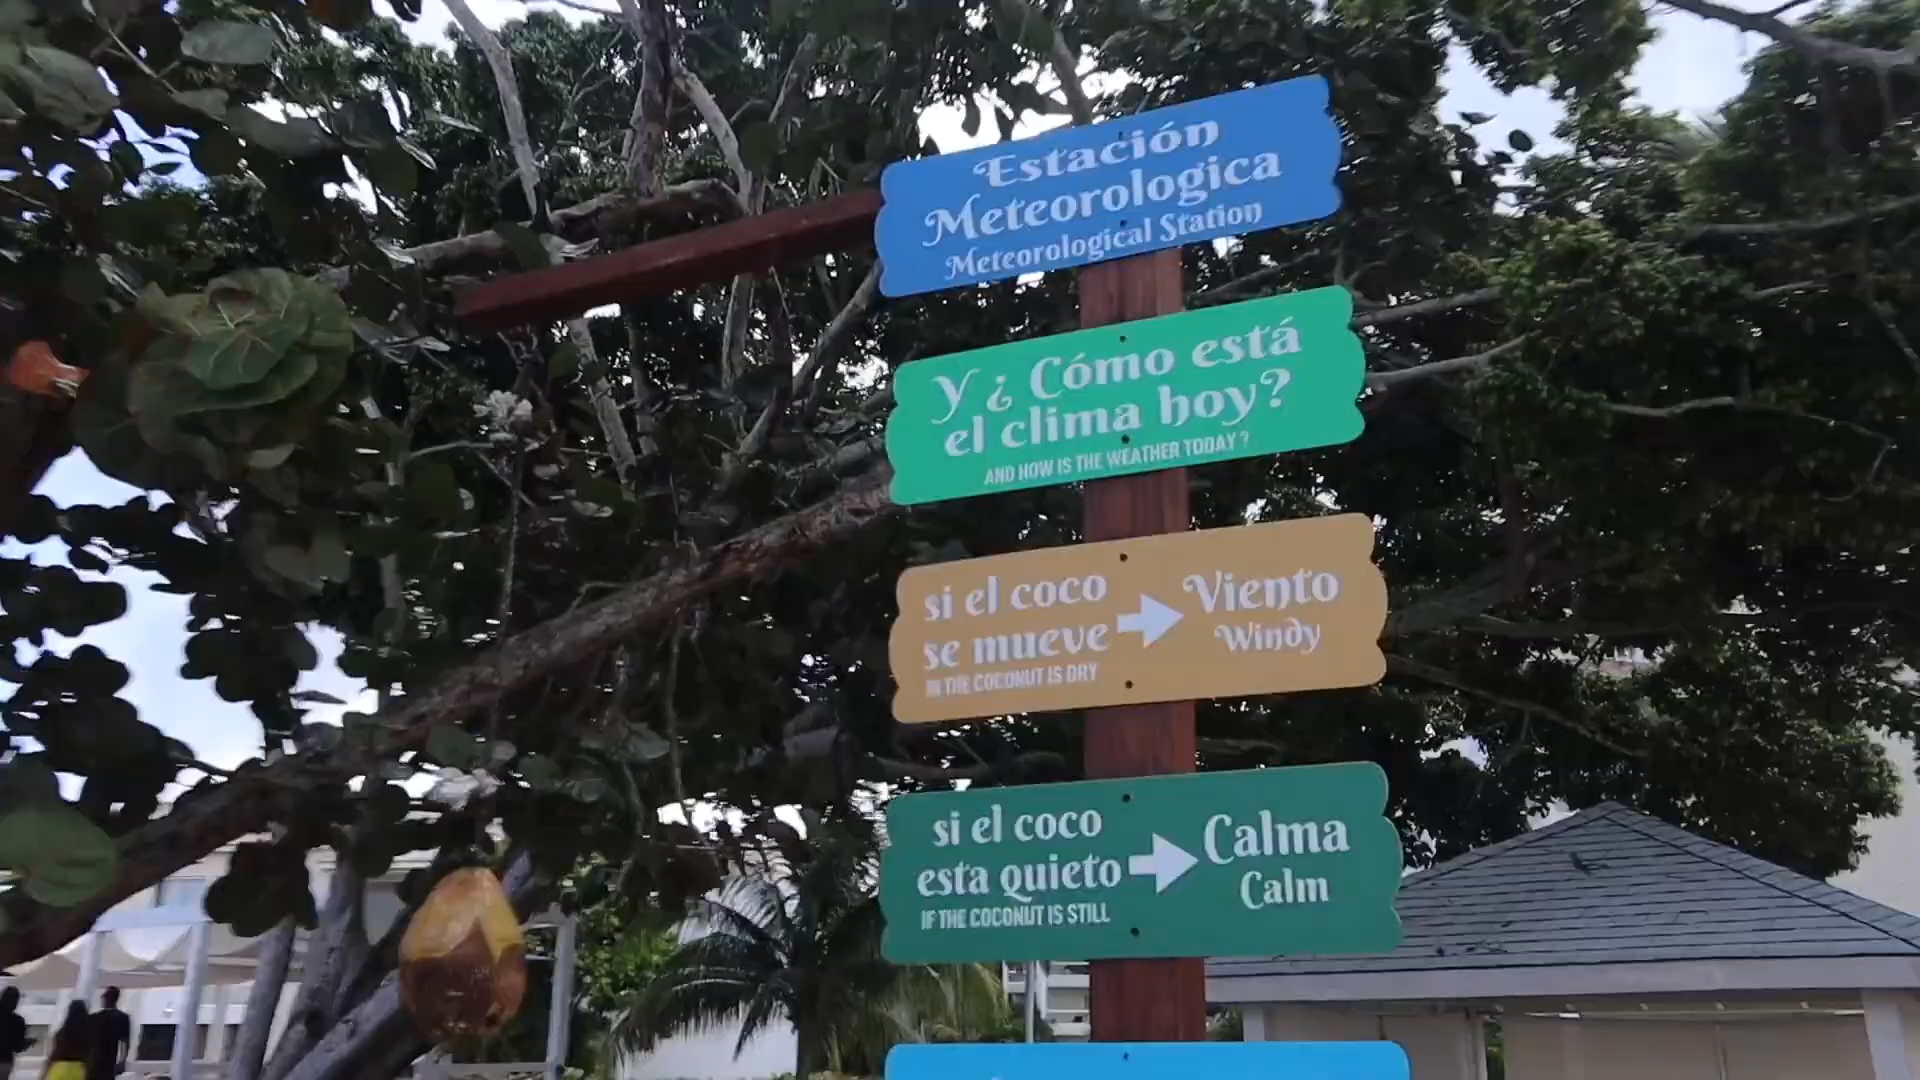 Estación
Meteorologica
Meteorological Station
Y ¿ Cómo está
el clima hoy?
AND HOW IS THE WEATHER TODAY ?
si el coco
se mueve
IN THE COCONUT IS DRY
Viento
Windy
si el coco
esta quieto
IF THE COCONUT IS STILL
Calma
Calm